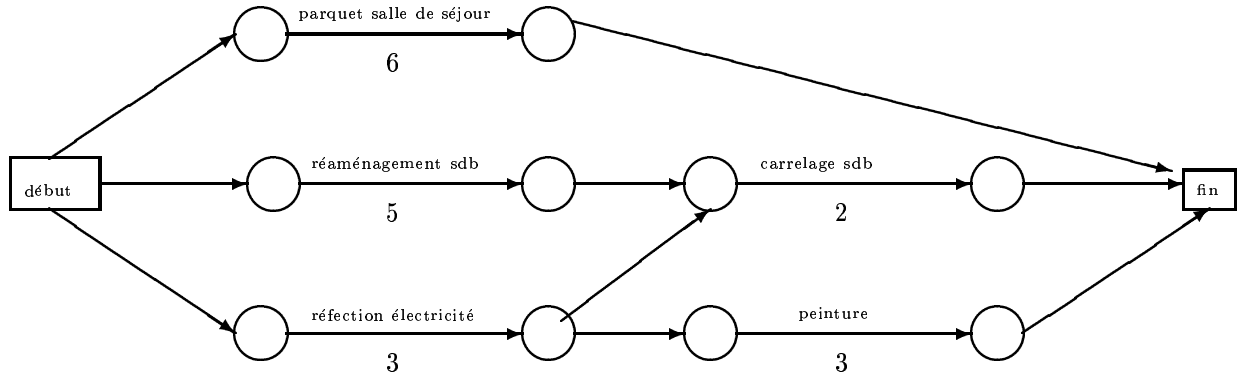 parquet salle de séjour
6
réaménagement sdb
carrelage sdb
début
fin
5
2
réfection électricité
peinture
3
3